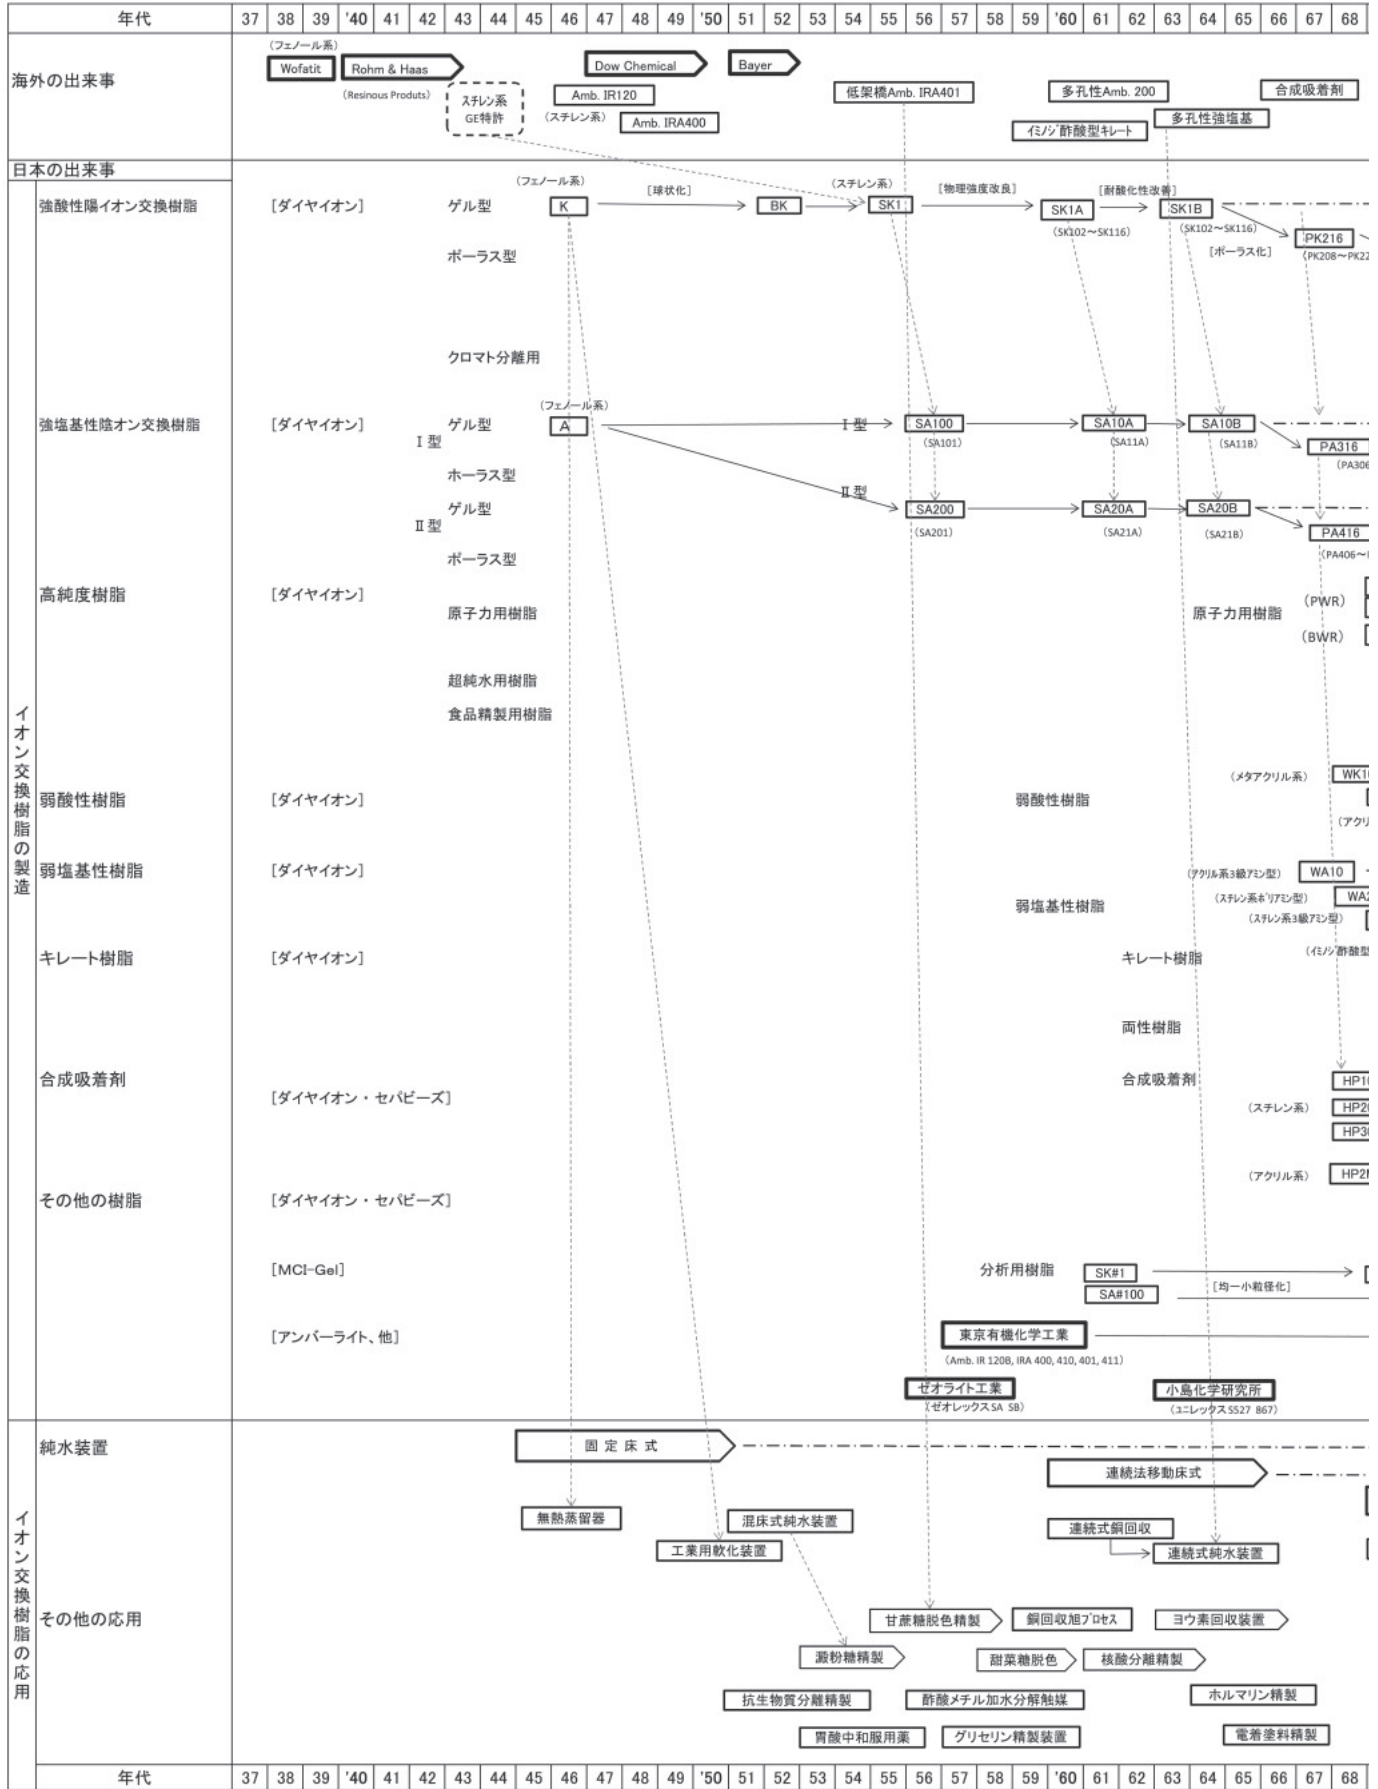 年代 37 38 39 '40 41 42 43 44 45 46 47 48 49 '50 51 52 53 54 55 56 57 58 59 '60 61 62 63 64 65 66 67 68
海外の出来事
(フェノール系)
Wofatit
Rohm & Haas
(Resinous Produts)
スチレン系
GE特許
Dow Chemical
Bayer
Amb. IR120
(スチレン系)
Amb. IRA400
低架橋Amb. IRA401
多孔性Amb. 200
合成吸着剤
イミノジ酢酸型キレート
多孔性強塩基
日本の出来事
イオン交換樹脂の製造
強酸性陽イオン交換樹脂 [ダイヤイオン] ゲル型
(フェノール系)
K
[球状化]
BK
(スチレン系)
SK1
[物理強度改良]
SK1A
(SK102～SK116)
[耐酸化性改善]
SK1B
(SK102～SK116)
[ポーラス化]
PK216
(PK208～PK22
ポーラス型
クロマト分離用
強塩基性陰オン交換樹脂 [ダイヤイオン] ゲル型
Ⅰ型
(フェノール系)
A
Ⅰ型
SA100
(SA101)
SA10A
(SA11A)
SA10B
(SA11B)
PA316
(PA306
ホーラス型
Ⅱ型
ゲル型
Ⅱ型
SA200
(SA201)
SA20A
(SA21A)
SA20B
(SA21B)
PA416
(PA406～
ポーラス型
高純度樹脂 [ダイヤイオン]
原子力用樹脂
原子力用樹脂
(PWR)
(BWR)
超純水用樹脂
食品精製用樹脂
(メタアクリル系) WK1
弱酸性樹脂 [ダイヤイオン] 弱酸性樹脂
(アクリ
弱塩基性樹脂 [ダイヤイオン]
(アクリル系3級アミン型) WA10
弱塩基性樹脂
(スチレン系ポリアミン型) WA2
(スチレン系3級アミン型)
キレート樹脂 [ダイヤイオン] キレート樹脂
(イミノジ酢酸型
両性樹脂
合成吸着剤
[ダイヤイオン・セパビーズ]
合成吸着剤
HP1
(スチレン系) HP2
HP3
(アクリル系) HP2M
その他の樹脂 [ダイヤイオン・セパビーズ]
[MCI-Gel] 分析用樹脂
SK#1
SA#100
[均一小粒径化]
[アンバーライト、他]
東京有機化学工業
(Amb. IR 120B, IRA 400, 410, 401, 411)
ゼオライト工業
(ゼオレックスSA SB)
小島化学研究所
(ユニレックスS527 867)
イオン交換樹脂の応用
純水装置
固定床式
連続法移動床式
無熱蒸留器
混床式純水装置
工業用軟化装置
連続式銅回収
連続式純水装置
その他の応用
甘蔗糖脱色精製
銅回収旭プロセス
ヨウ素回収装置
澱粉糖精製
甜菜糖脱色
核酸分離精製
抗生物質分離精製
酢酸メチル加水分解触媒
ホルマリン精製
胃酸中和服用薬
グリセリン精製装置
電着塗料精製
年代 37 38 39 '40 41 42 43 44 45 46 47 48 49 '50 51 52 53 54 55 56 57 58 59 '60 61 62 63 64 65 66 67 68